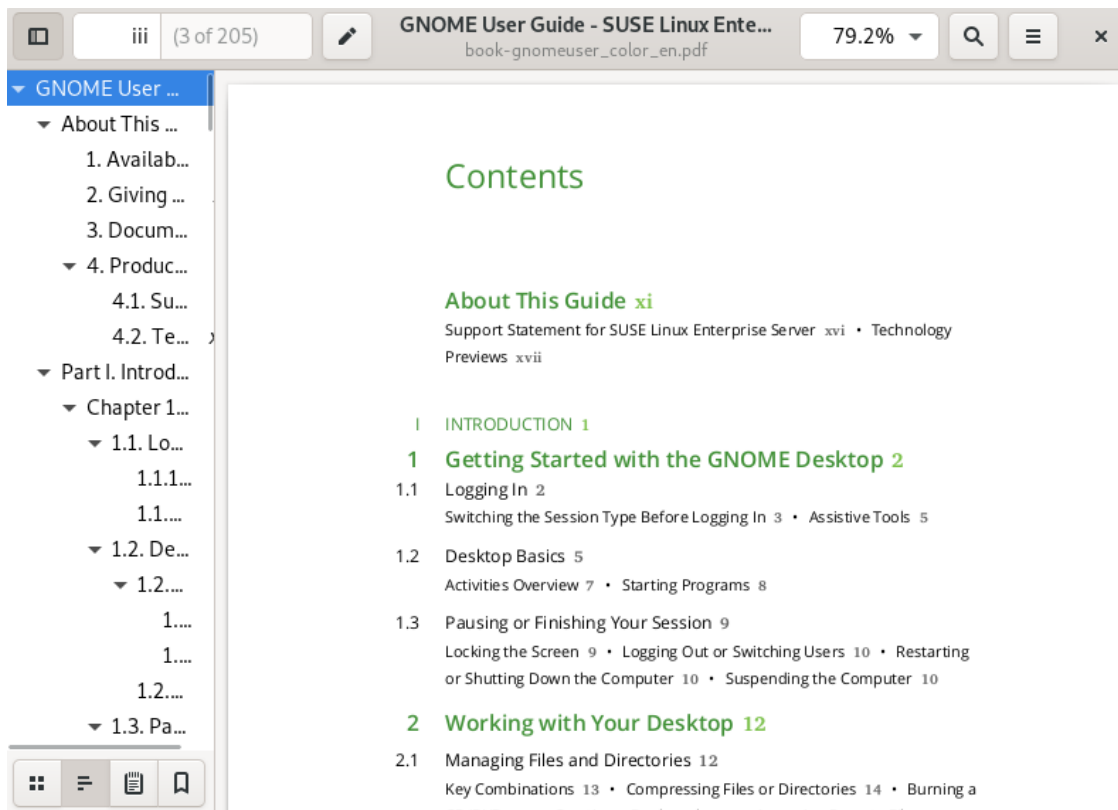 iii (3 of 205)
GNOME User Guide - SUSE Linux Ente...
book-gnomeuser_color_en.pdf
79.2%
GNOME User ...
About This ...
1. Availab...
2. Giving ...
3. Docum...
4. Produc...
4.1. Su...
4.2. Te...
Part I. Introd...
Chapter 1...
1.1. Lo...
1.1.1...
1.1....
1.2. De...
1.2....
1....
1....
1.2....
1.3. Pa...
Contents
About This Guide xi
Support Statement for SUSE Linux Enterprise Server xvi • Technology
Previews xvii
I INTRODUCTION 1
1 Getting Started with the GNOME Desktop 2
1.1 Logging In 2
Switching the Session Type Before Logging In 3 • Assistive Tools 5
1.2 Desktop Basics 5
Activities Overview 7 • Starting Programs 8
1.3 Pausing or Finishing Your Session 9
Locking the Screen 9 • Logging Out or Switching Users 10 • Restarting
or Shutting Down the Computer 10 • Suspending the Computer 10
2 Working with Your Desktop 12
2.1 Managing Files and Directories 12
Key Combinations 13 • Compressing Files or Directories 14 • Burning a